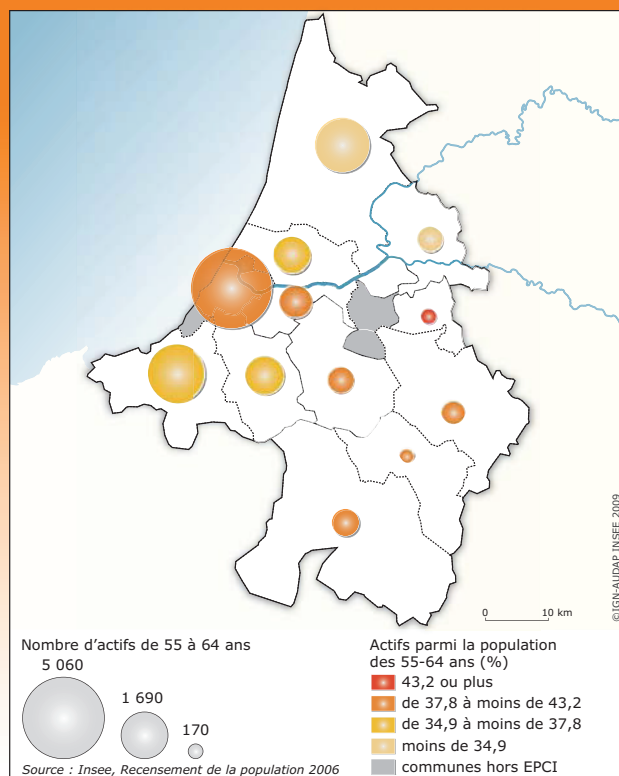 ©IGN-AUDAP INSEE 2009
0 10 km
Nombre d'actifs de 55 à 64 ans
5 060
1 690
170
Source : Insee, Recensement de la population 2006
Actifs parmi la population
des 55-64 ans (%)
43,2 ou plus
de 37,8 à moins de 43,2
de 34,9 à moins de 37,8
moins de 34,9
communes hors EPCI